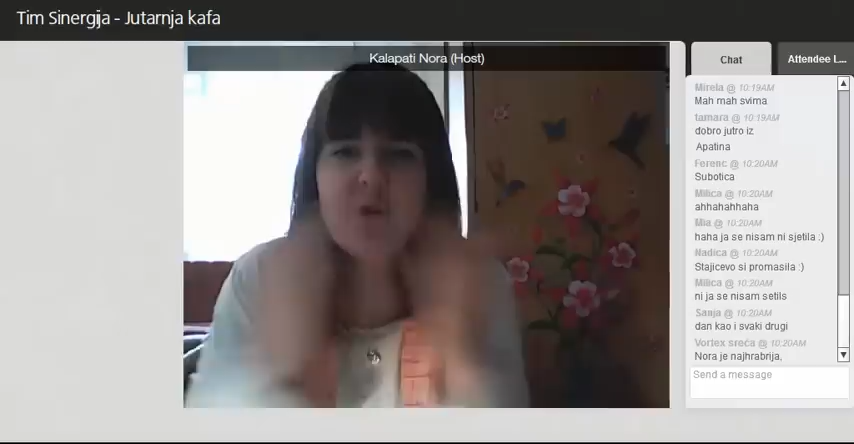 Tim Sinergija - Jutarnja kafa
Kalapati Nora (Host)
Chat
Attendee L...
Mirela @ 10:19AM
Mah mah svima
tamara @ 10:19AM
dobro jutro iz
Apatina
Ferenc @ 10:20AM
Subotica
Milica @ 10:20AM
ahhahahhaha
Mia @ 10:20AM
haha ja se nisam ni sjetila :)
Nadica @ 10:20AM
Stajicevo si promasila :)
Milica @ 10:20AM
ni ja se nisam setils
Sanja @ 10:20AM
dan kao i svaki drugi
Vortex sreća @ 10:20AM
Nora je najhrabrija,
Send a message